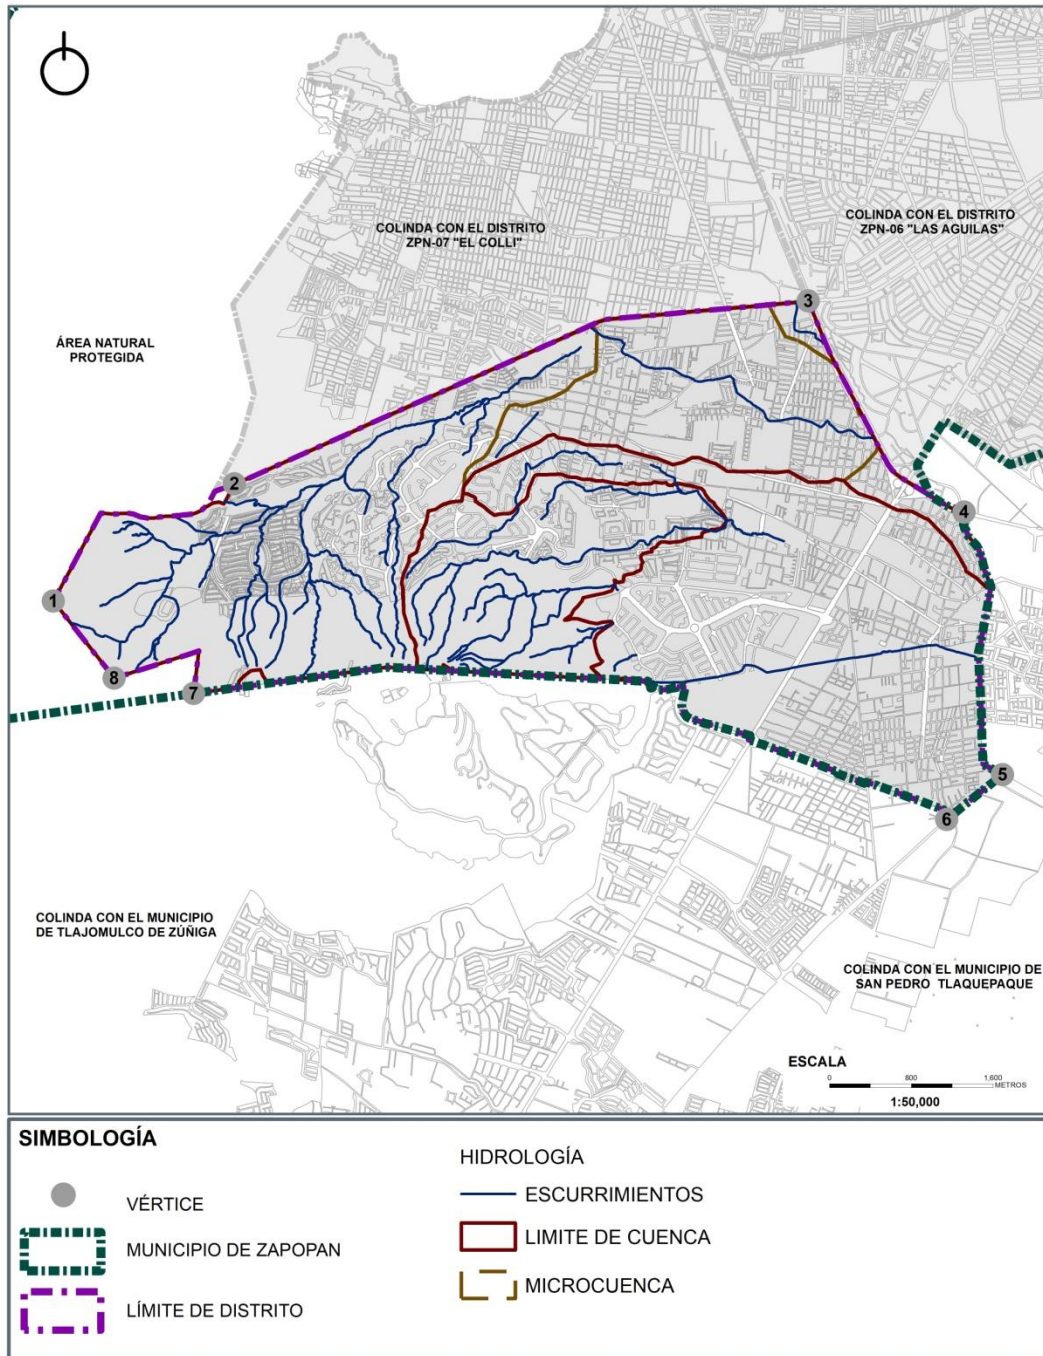 COLINDA CON EL DISTRITO
ZPN-07 "EL COLLI"
COLINDA CON EL DISTRITO
ZPN-06 "LAS AGUILAS"
ÁREA NATURAL
PROTEGIDA
3
2
4
1
8
7
5
6
COLINDA CON EL MUNICIPIO
DE TLAJOMULCO DE ZÚÑIGA
COLINDA CON EL MUNICIPIO DE
SAN PEDRO TLAQUEPAQUE
ESCALA
0 800 1,600
METROS
1:50,000
SIMBOLOGÍA
VÉRTICE
MUNICIPIO DE ZAPOPAN
LÍMITE DE DISTRITO
HIDROLOGÍA
ESCURRIMIENTOS
LIMITE DE CUENCA
MICROCUENCA